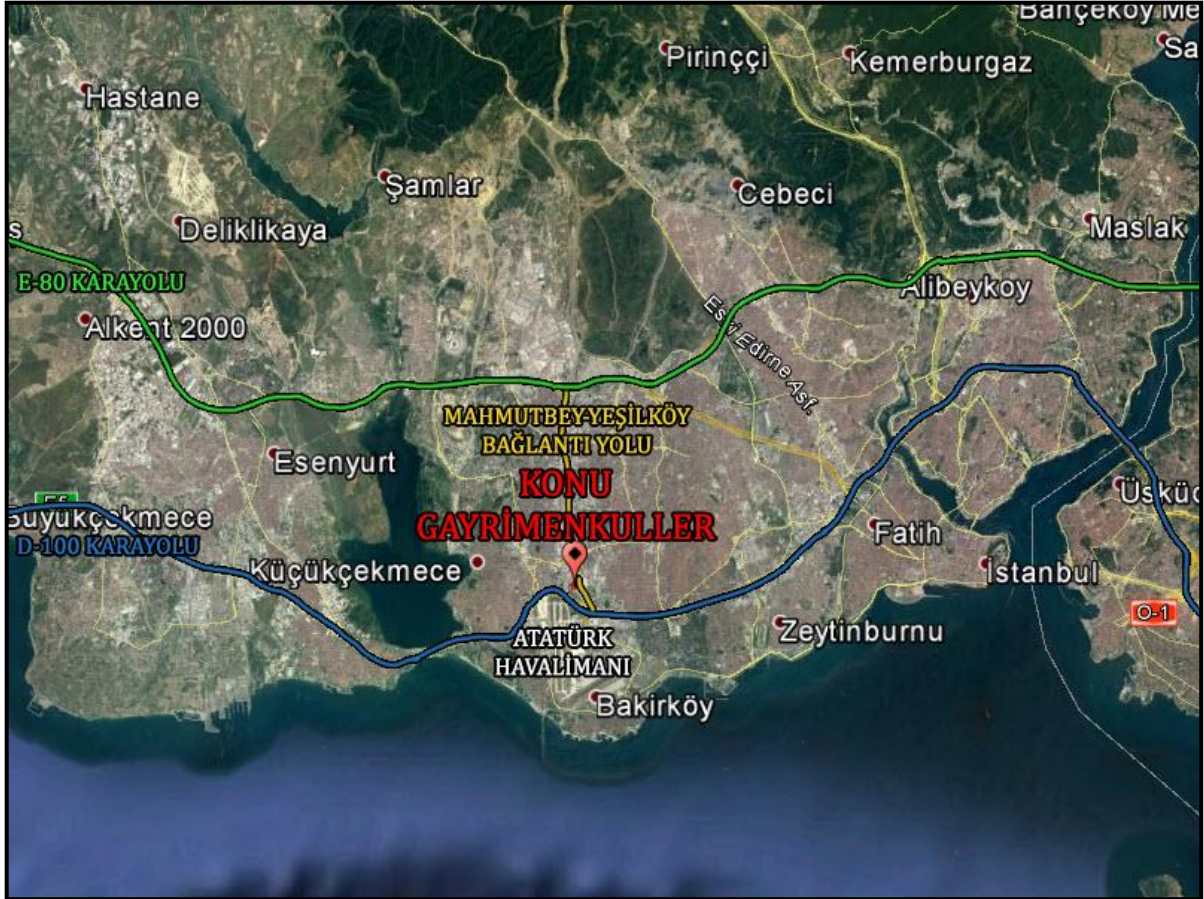 Bahçeköy Me
Sa
Pirinççi
Kemerburgaz
Hastane
Şamlar
Cebeci
Deliklikaya
Maslak
s
E-80 KARAYOLU
Alibeykoy
Alkent 2000
Eski Edirne Asf.
MAHMUTBEY-YEŞİLKÖY
BAĞLANTI YOLU
Esenyurt
KONU
GAYRİMENKULLER
Üsküd
Büyükçekmece
D-100 KARAYOLU
Fatih
Küçükçekmece
İstanbul
O-1
ATATÜRK
HAVALİMANI
Zeytinburnu
Bakirköy